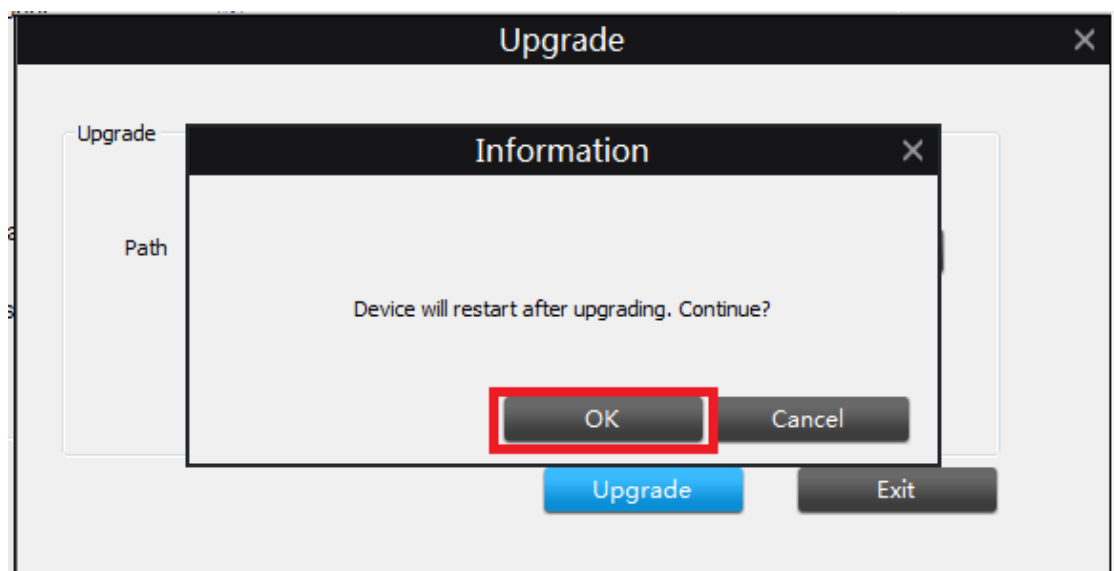 Upgrade
Upgrade
Information
Path
Device will restart after upgrading. Continue?
OK
Cancel
Upgrade
Exit